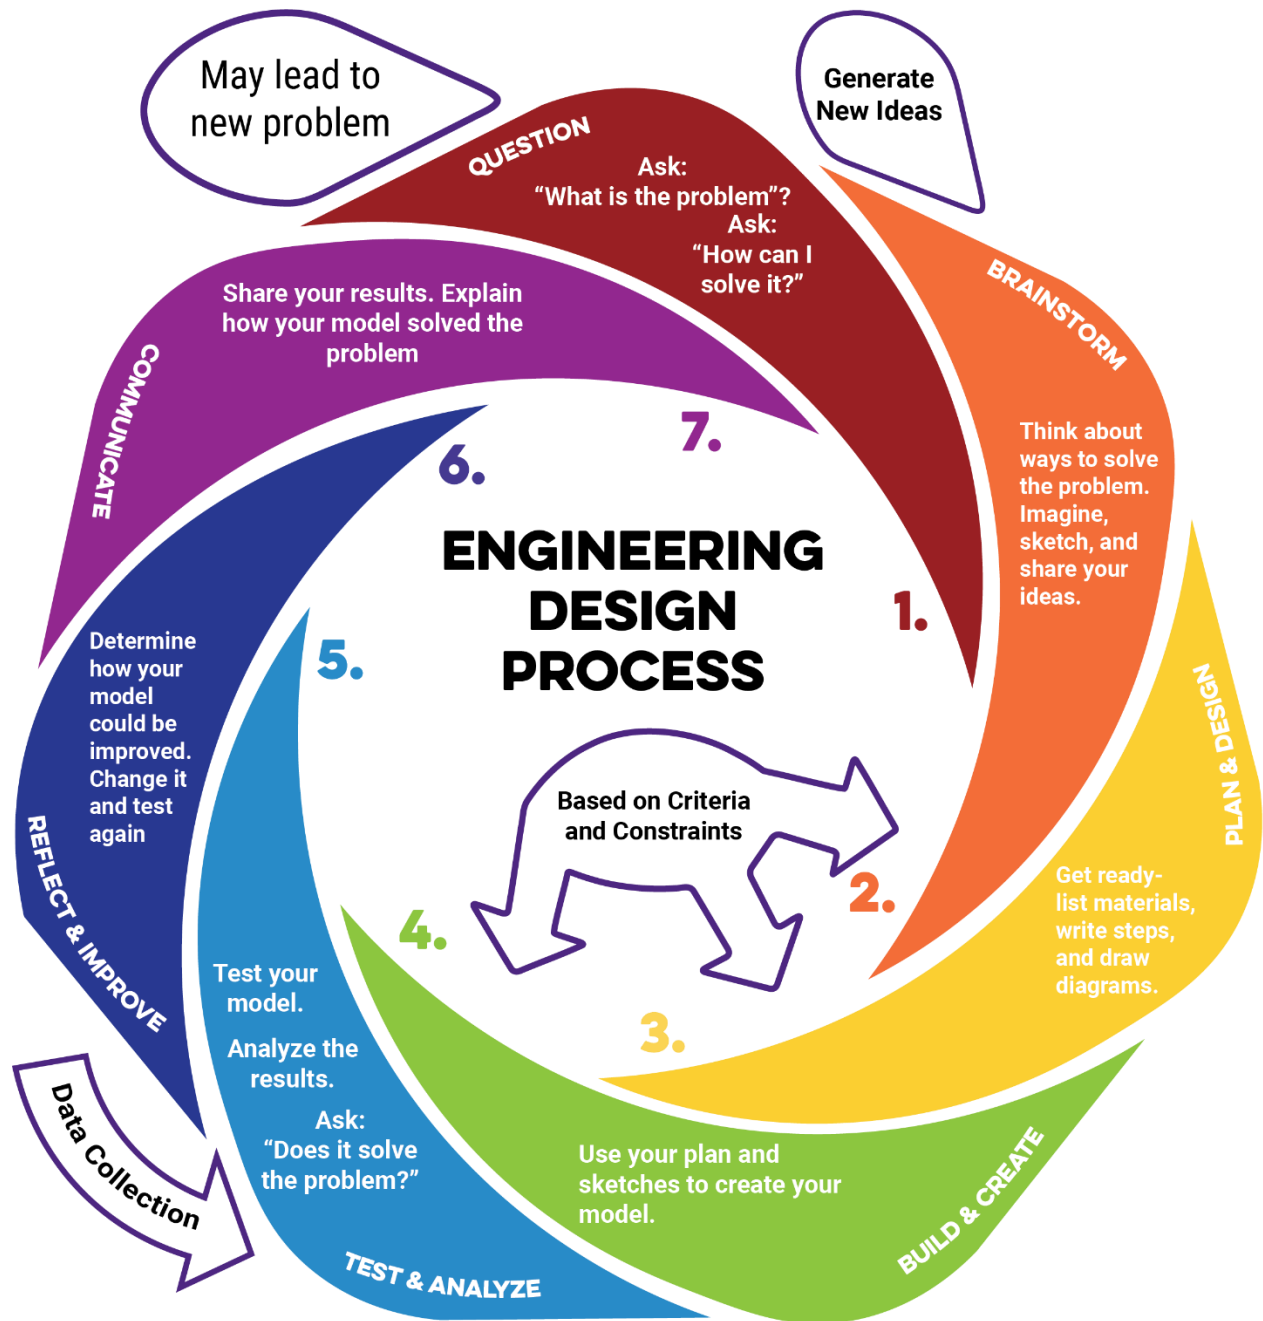 May lead to
new problem
Generate
New Ideas
QUESTION
Ask:
“What is the problem”?
Ask:
“How can I
solve it?”
1.
BRAINSTORM
Think about
ways to solve
the problem.
Imagine,
sketch, and
share your
ideas.
2.
PLAN & DESIGN
Get ready-
list materials,
write steps,
and draw
diagrams.
3.
BUILD & CREATE
Use your plan and
sketches to create your
model.
4.
TEST & ANALYZE
Test your
model.
Analyze the
results.
Ask:
“Does it solve
the problem?”
5.
Data Collection
REFLECT & IMPROVE
Determine
how your
model
could be
improved.
Change it
and test
again
6.
COMMUNICATE
Share your results. Explain
how your model solved the
problem
7.
ENGINEERING
DESIGN
PROCESS
Based on Criteria
and Constraints